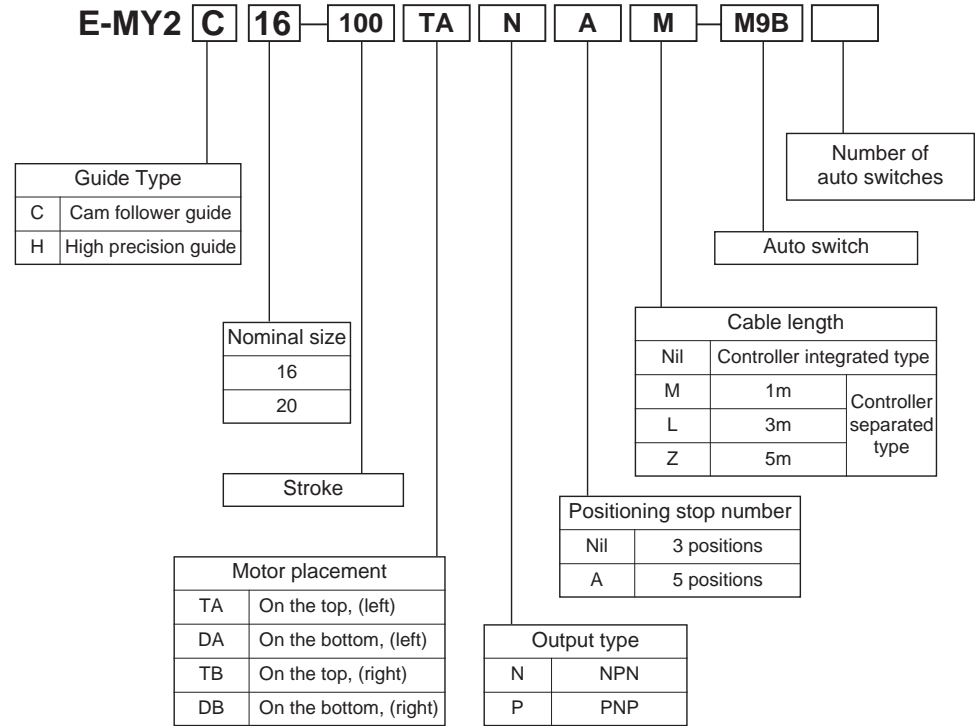 E-MY2 C 16 - 100 TA N A M - M9B
Guide Type
C Cam follower guide
H High precision guide
Nominal size
16
20
Stroke
Motor placement
TA On the top, (left)
DA On the bottom, (left)
TB On the top, (right)
DB On the bottom, (right)
Output type
N NPN
P PNP
Positioning stop number
Nil 3 positions
A 5 positions
Cable length
Nil Controller integrated type
M 1m
L 3m
Z 5m
Controller
separated
type
Auto switch
Number of
auto switches